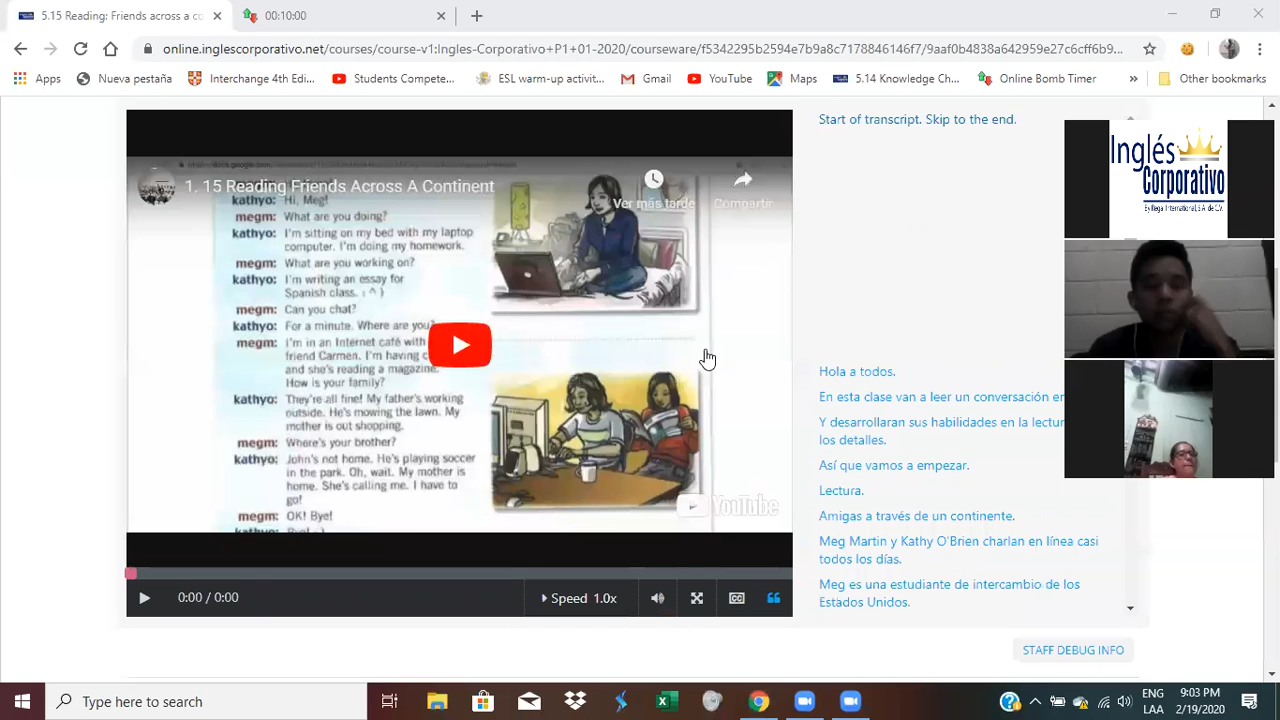 5.15 Reading: Friends across a co
00:10:00
online.inglescorporativo.net/courses/course-v1:Ingles-Corporativo+P1+01-2020/courseware/f5342295b2594e7b9a8c7178846146f7/9aaf0b4838a642959e27c6cff6b9...
Apps
Nueva pestaña
Interchange 4th Edi...
Students Compete...
ESL warm-up activit...
Gmail
YouTube
Maps
5.14 Knowledge Ch...
Online Bomb Timer
»
Other bookmarks
1. 15 Reading Friends Across A Continent
Ver más tarde
Compartir
kathyo: Hi, Meg!
megm: What are you doing?
kathyo: I'm sitting on my bed with my laptop
computer. I'm doing my homework.
megm: What are you working on?
kathyo: I'm writing an essay for
Spanish class. : ^ )
megm: Can you chat?
kathyo: For a minute. Where are you?
megm: I'm in an Internet café with
friend Carmen. I'm having
and she's reading a magazine.
How is your family?
kathyo: They're all fine! My father's working
outside. He's mowing the lawn. My
mother is out shopping.
megm: Where's your brother?
kathyo: John's not home. He's playing soccer
in the park. Oh, wait. My mother is
home. She's calling me. I have to
go!
megm: OK! Bye!
kathyo: Bye! :-)
YouTube
0:00 / 0:00
Speed 1.0x
Start of transcript. Skip to the end.
Hola a todos.
En esta clase van a leer un conversación en
Y desarrollaran sus habilidades en la lectur
los detalles.
Así que vamos a empezar.
Lectura.
Amigas a través de un continente.
Meg Martin y Kathy O'Brien charlan en línea casi
todos los días.
Meg es una estudiante de intercambio de los
Estados Unidos.
Inglés
Corporativo
STAFF DEBUG INFO
Type here to search
ENG
LAA
9:03 PM
2/19/2020